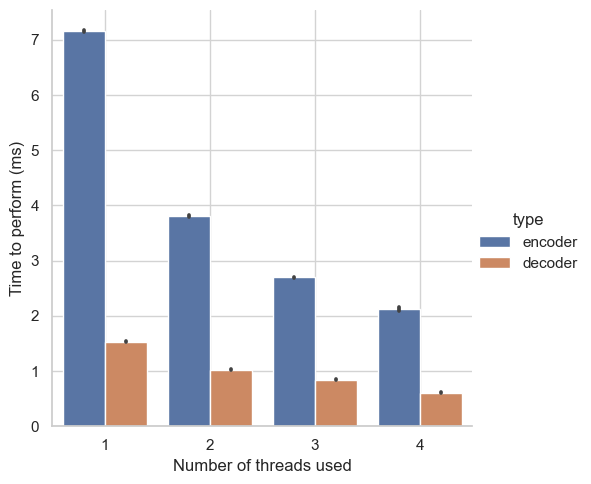 Time to perform (ms)
7
6
5
4
3
2
1
0
1 2 3 4
Number of threads used
type
encoder
decoder